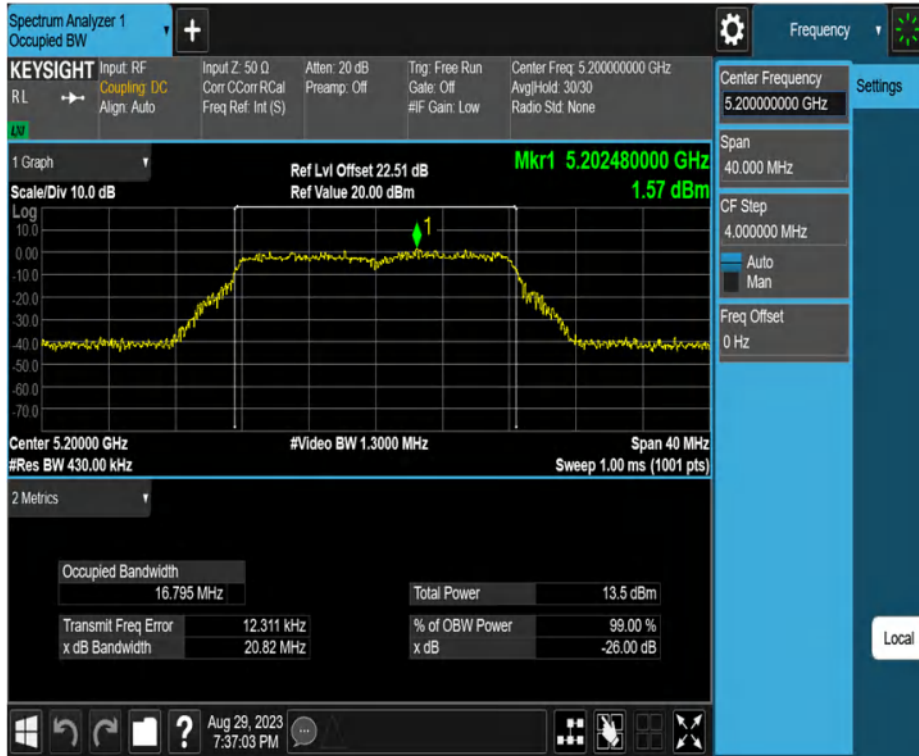 Spectrum Analyzer 1
Occupied BW
+
Frequency
KEYSIGHT
RL
LXI
Input: RF
Coupling: DC
Align: Auto
Input Z: 50 Ω
Corr CCorr RCal
Freq Ref: Int (S)
Atten: 20 dB
Preamp: Off
Trig: Free Run
Gate: Off
#IF Gain: Low
Center Freq: 5.200000000 GHz
Avg|Hold: 30/30
Radio Std: None
Center Frequency
5.200000000 GHz
Settings
Span
40.000 MHz
CF Step
4.000000 MHz
Auto
Man
Freq Offset
0 Hz
1 Graph
Scale/Div 10.0 dB
Ref Lvl Offset 22.51 dB
Ref Value 20.00 dBm
Mkr1 5.202480000 GHz
1.57 dBm
Log
10.0
0.00
-10.0
-20.0
-30.0
-40.0
-50.0
-60.0
-70.0
1
Center 5.20000 GHz
#Video BW 1.3000 MHz
Span 40 MHz
#Res BW 430.00 kHz
Sweep 1.00 ms (1001 pts)
2 Metrics
Occupied Bandwidth
16.795 MHz
Total Power 13.5 dBm
Transmit Freq Error 12.311 kHz
% of OBW Power 99.00 %
x dB Bandwidth 20.82 MHz
x dB -26.00 dB
Local
?
Aug 29, 2023
7:37:03 PM